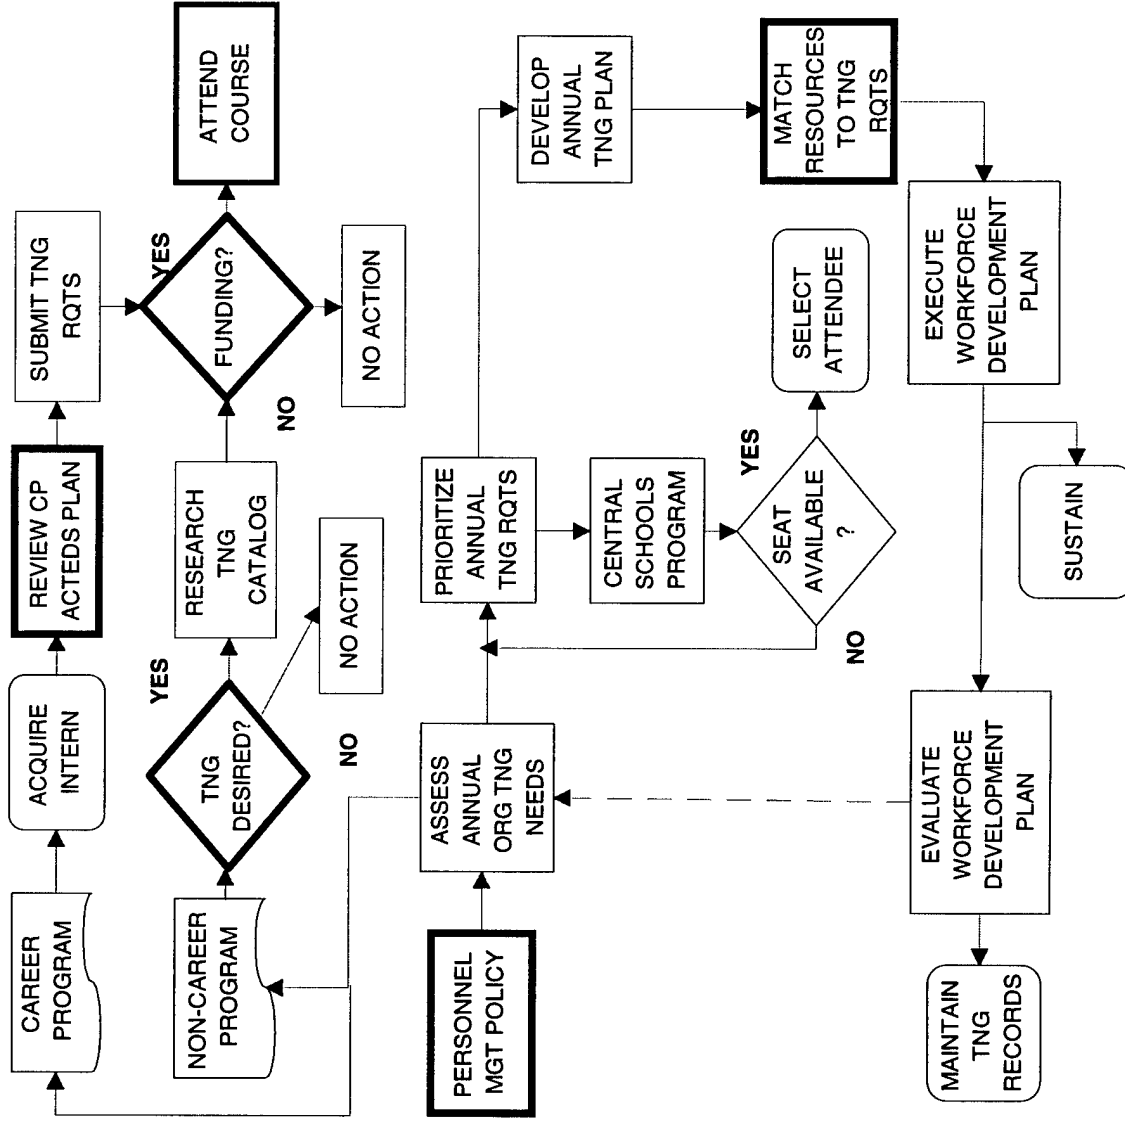 CAREER
PROGRAM
ACQUIRE
INTERN
REVIEW CP
ACTEDS PLAN
SUBMIT TNG
RQTS
NON-CAREER
PROGRAM
TNG
DESIRED?
YES
NO
RESEARCH
TNG
CATALOG
NO ACTION
FUNDING?
YES
NO
ATTEND
COURSE
NO ACTION
PERSONNEL
MGT POLICY
ASSESS
ANNUAL
ORG TNG
NEEDS
PRIORITIZE
ANNUAL
TNG RQTS
DEVELOP
ANNUAL
TNG PLAN
CENTRAL
SCHOOLS
PROGRAM
SEAT
AVAILABLE
?
YES
NO
SELECT
ATTENDEE
MATCH
RESOURCES
TO TNG
RQTS
MAINTAIN
TNG
RECORDS
EVALUATE
WORKFORCE
DEVELOPMENT
PLAN
EXECUTE
WORKFORCE
DEVELOPMENT
PLAN
SUSTAIN